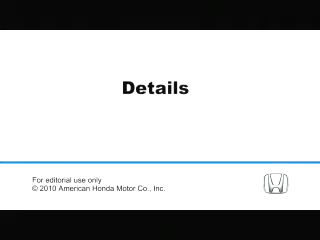 Details
For editorial use only
© 2010 American Honda Motor Co., Inc.